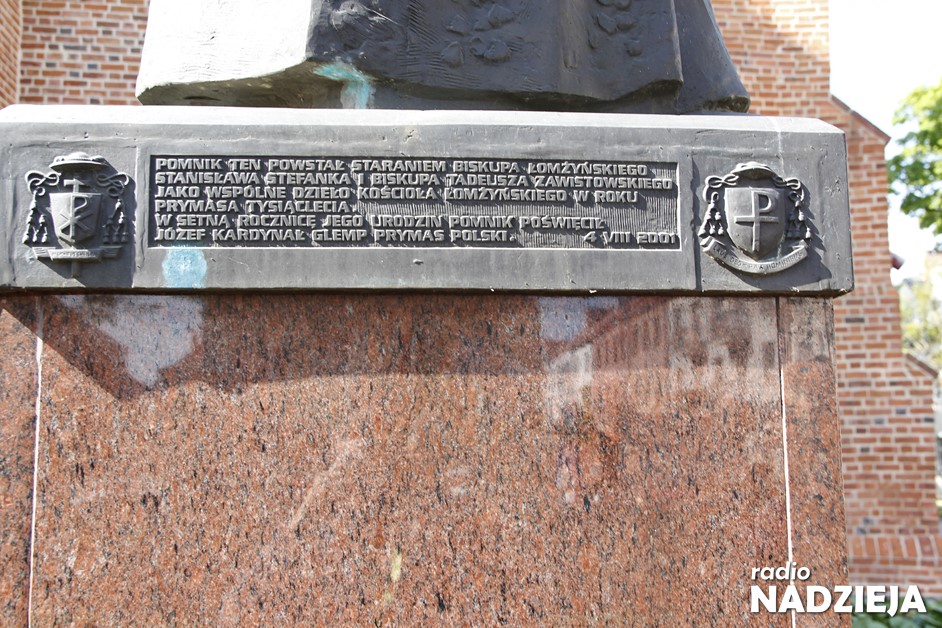 POMNIK TEN POWSTAŁ STARANIEM BISKUPA ŁOMŻYŃSKIEGO
STANISŁAWA STEFANKA I BISKUPA TADEUSZA ZAWISTOWSKIEGO
JAKO WSPÓLNE DZIEŁO KOŚCIOŁA ŁOMŻYŃSKIEGO W ROKU
PRYMASA TYSIĄCLECIA
W SETNĄ ROCZNICĘ JEGO URODZIN POMNIK POŚWIĘCIŁ
JÓZEF KARDYNAŁ GLEMP PRYMAS POLSKI 4 VIII 2001
radio
NADZIEJA